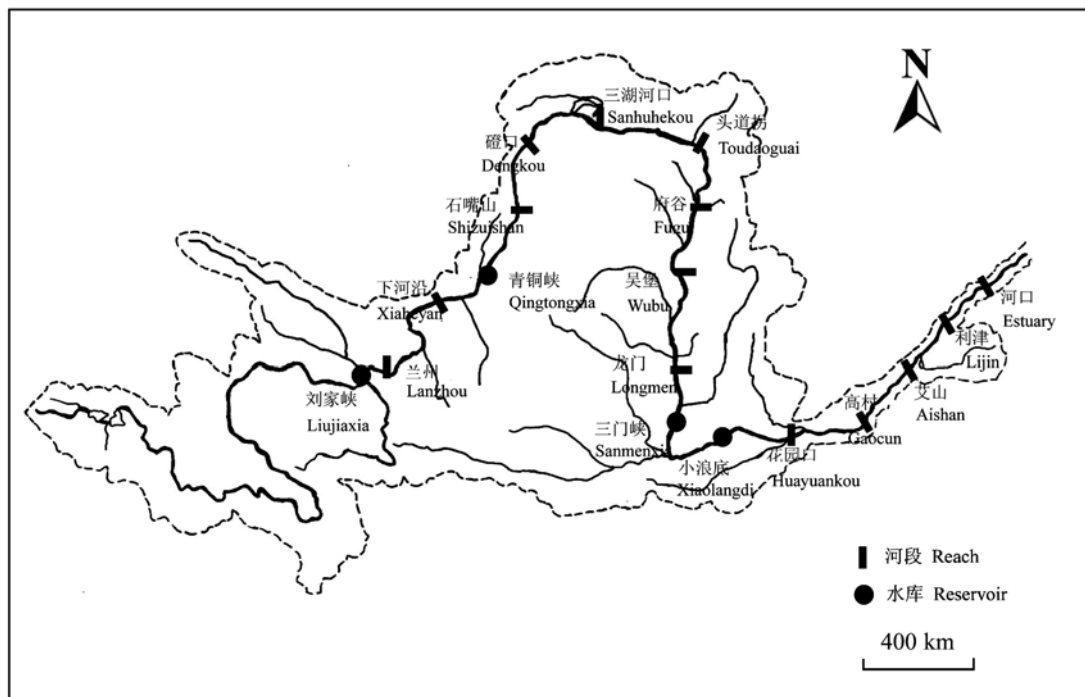 N
三湖河口
Sanhuhekou
头道拐
Toudaoguai
磴口
Dengkou
石嘴山
Shizuishan
府谷
Fugu
青铜峡
Qingtongxia
下河沿
Xiaheyan
吴堡
Wubu
河口
Estuary
利津
Lijin
兰州
Lanzhou
龙门
Longmen
艾山
Aishan
刘家峡
Liujiaxia
高村
Gaocun
三门峡
Sanmenxia
小浪底
Xiaolangdi
花园口
Huayuankou
河段 Reach
水库 Reservoir
400 km